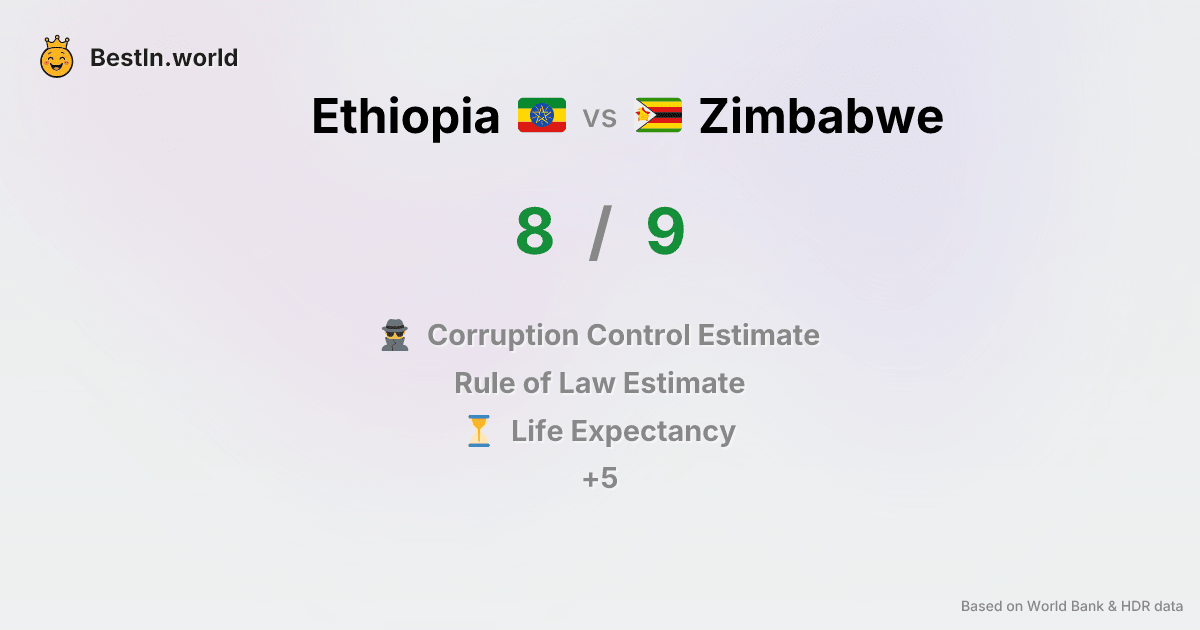 BestIn.world
Ethiopia vs Zimbabwe
8 / 9
Corruption Control Estimate
Rule of Law Estimate
Life Expectancy
+5
Based on World Bank & HDR data